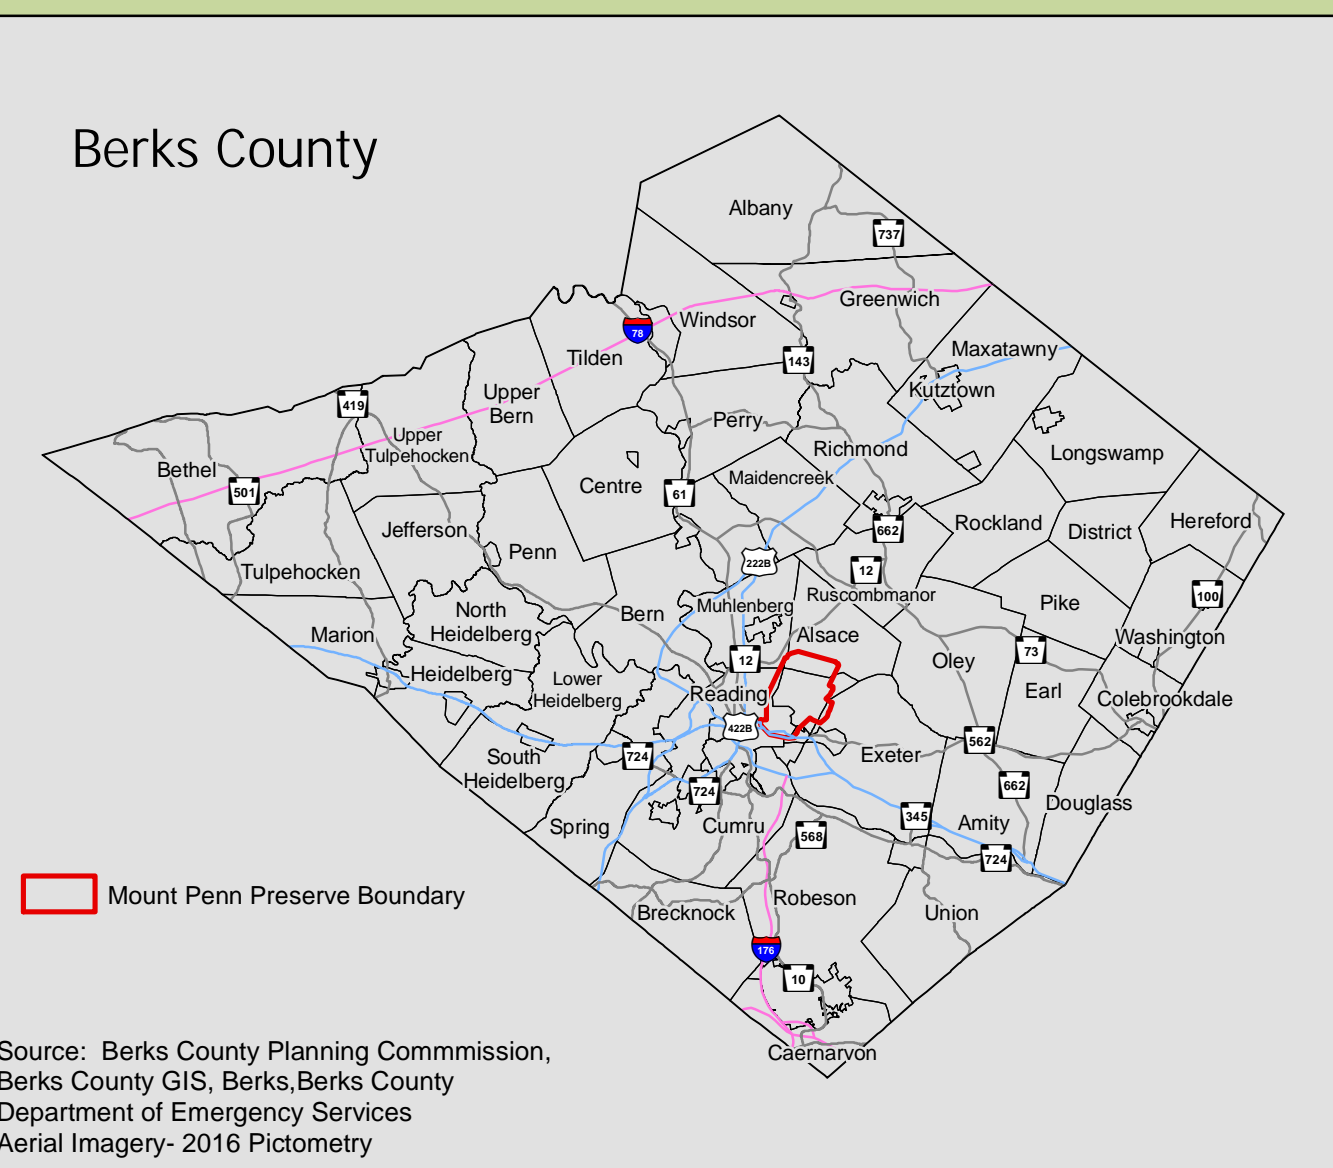 Berks County
Albany
737
Greenwich
78
Windsor
Tilden
143
Maxatawny
Kutztown
419
Upper
Bern
Perry
Upper
Tulpehocken
Richmond
Longswamp
Bethel
501
Centre
61
Maidencreek
Jefferson
Penn
662
Rockland
District
Hereford
222B
12
Tulpehocken
Ruscombmanor
100
North
Heidelberg
Bern
Muhlenberg
Pike
Marion
Alsace
Washington
12
73
Heidelberg
Lower
Heidelberg
Reading
Oley
Earl
Colebrookdale
422B
562
South
Heidelberg
724
Exeter
724
662
Douglass
Spring
Cumru
568
345
Amity
724
Mount Penn Preserve Boundary
Brecknock
Robeson
Union
176
10
Caernarvon
Source:  Berks County Planning Commmission,
Berks County GIS, Berks,Berks County
Department of Emergency Services
Aerial Imagery- 2016 Pictometry